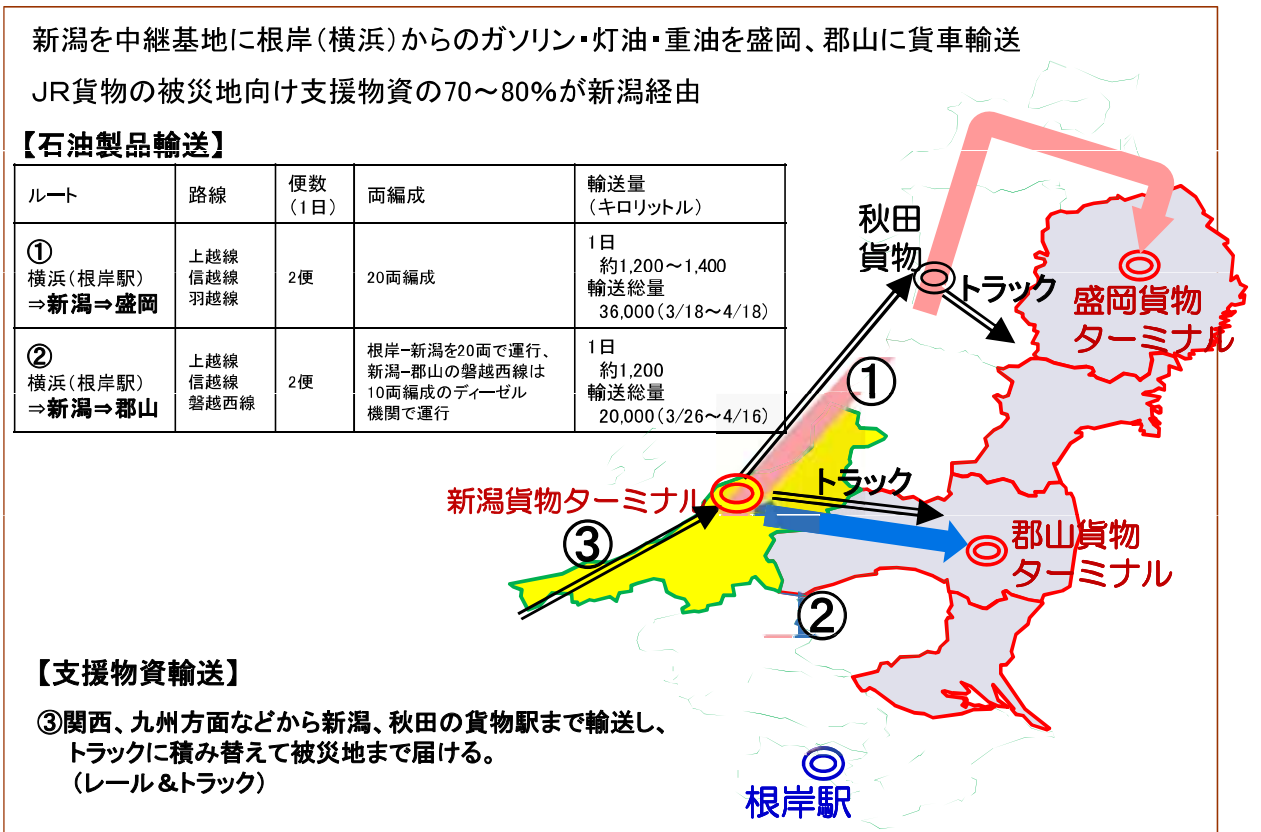 新潟を中継基地に根岸(横浜)からのガソリン・灯油・重油を盛岡、郡山に貨車輸送
JR貨物の被災地向け支援物資の70~80%が新潟経由
【石油製品輸送】
ルート
路線
便数
(1日)
両編成
輸送量
(キロリットル)
①
横浜(根岸駅)
⇒新潟⇒盛岡
上越線
信越線
羽越線
2便
20両編成
1日
約1,200~1,400
輸送総量
36,000(3/18~4/18)
②
横浜(根岸駅)
⇒新潟⇒郡山
上越線
信越線
磐越西線
2便
根岸-新潟を20両で運行、
新潟-郡山の磐越西線は
10両編成のディーゼル
機関で運行
1日
約1,200
輸送総量
20,000(3/26~4/16)
秋田
貨物
トラック
盛岡貨物
ターミナル
①
新潟貨物ターミナル
トラック
③
郡山貨物
ターミナル
②
【支援物資輸送】
③関西、九州方面などから新潟、秋田の貨物駅まで輸送し、
トラックに積み替えて被災地まで届ける。
(レール&トラック)
根岸駅